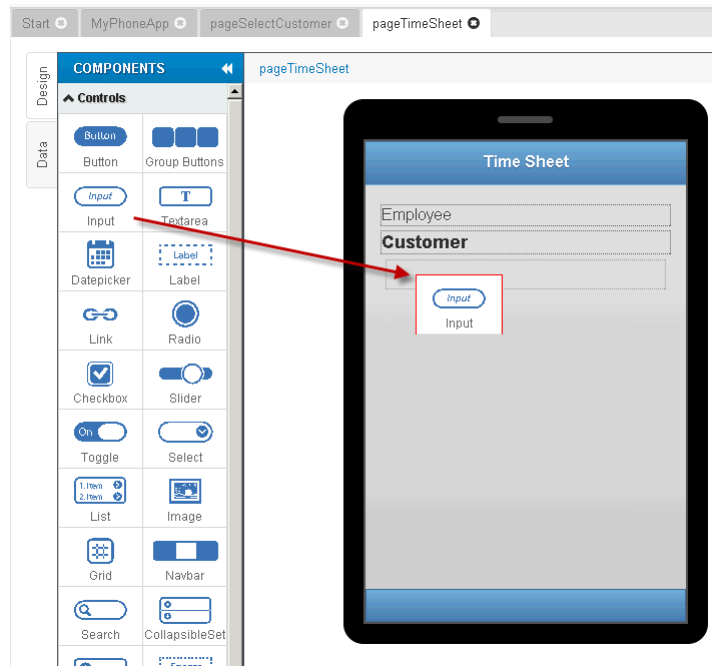 Start MyPhoneApp pageSelectCustomer pageTimeSheet
Design
Data
COMPONENTS
pageTimeSheet
Controls
Button
Button Group Buttons
Input T
Input Textarea
Label
Datepicker Label
Link Radio
Checkbox Slider
On
Toggle Select
1.Item
2.Item
List Image
Grid Navbar
Search CollapsibleSet
Time Sheet
Employee
Customer
Input
Input